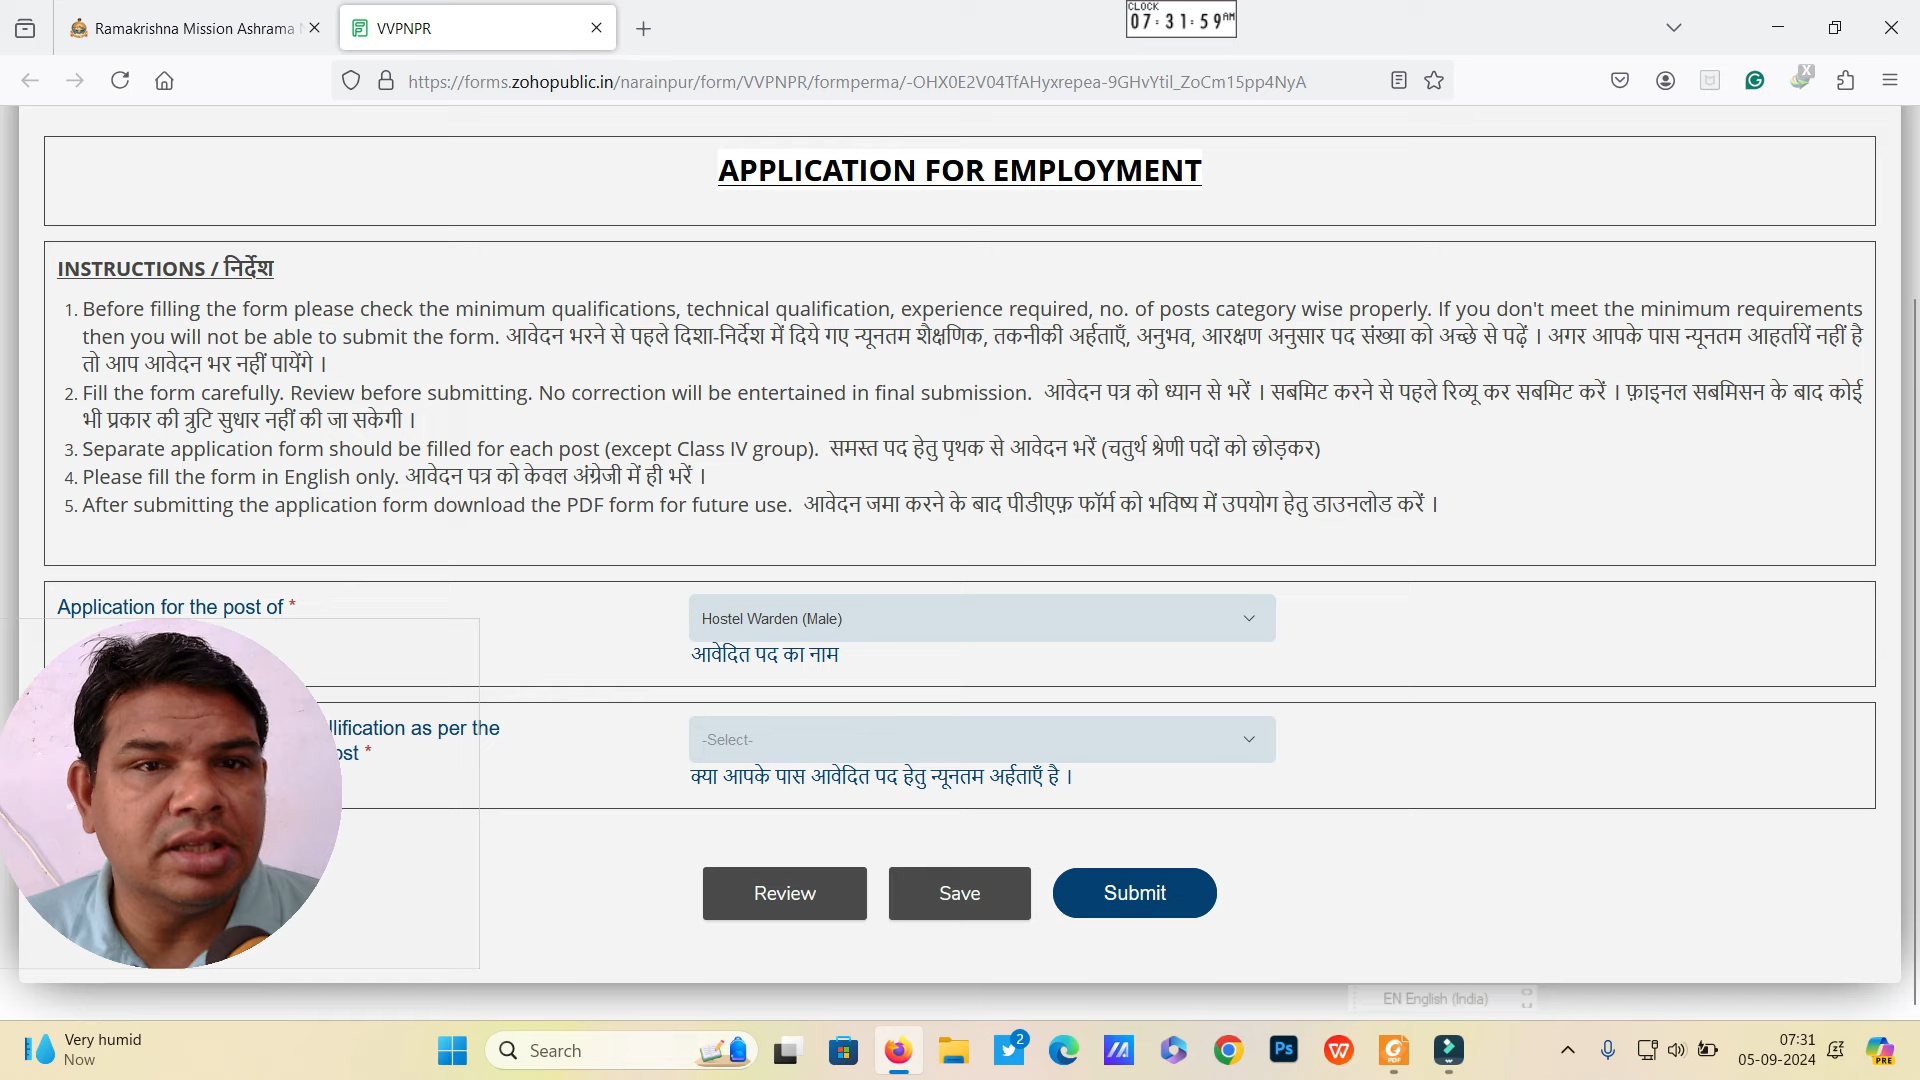 Ramakrishna Mission Ashrama
VVPNPR
CLOCK
07:31:59 AM
https://forms.zohopublic.in/narainpur/form/VVPNPR/formperma/-OHX0E2V04TfAHyxrepea-9GHvYtil_ZoCm15pp4NyA
APPLICATION FOR EMPLOYMENT
INSTRUCTIONS / निर्देश
1. Before filling the form please check the minimum qualifications, technical qualification, experience required, no. of posts category wise properly. If you don't meet the minimum requirements
then you will not be able to submit the form. आवेदन भरने से पहले दिशा-निर्देश में दिये गए न्यूनतम शैक्षणिक, तकनीकी अर्हताएँ, अनुभव, आरक्षण अनुसार पद संख्या को अच्छे से पढ़ें । अगर आपके पास न्यूनतम आहर्तायें नहीं है
तो आप आवेदन भर नहीं पायेंगे ।
2. Fill the form carefully. Review before submitting. No correction will be entertained in final submission. आवेदन पत्र को ध्यान से भरें । सबमिट करने से पहले रिव्यू कर सबमिट करें । फ़ाइनल सबमिसन के बाद कोई
भी प्रकार की त्रुटि सुधार नहीं की जा सकेगी ।
3. Separate application form should be filled for each post (except Class IV group). समस्त पद हेतु पृथक से आवेदन भरें (चतुर्थ श्रेणी पदों को छोड़कर)
4. Please fill the form in English only. आवेदन पत्र को केवल अंग्रेजी में ही भरें ।
5. After submitting the application form download the PDF form for future use. आवेदन जमा करने के बाद पीडीएफ़ फॉर्म को भविष्य में उपयोग हेतु डाउनलोड करें ।
Application for the post of *
Hostel Warden (Male)
आवेदित पद का नाम
as per the
*
-Select-
क्या आपके पास आवेदित पद हेतु न्यूनतम अर्हताएँ है ।
Review
Save
Submit
EN English (India)
Very humid
Now
Search
2
Ps
PDF
07:31
05-09-2024
PRE